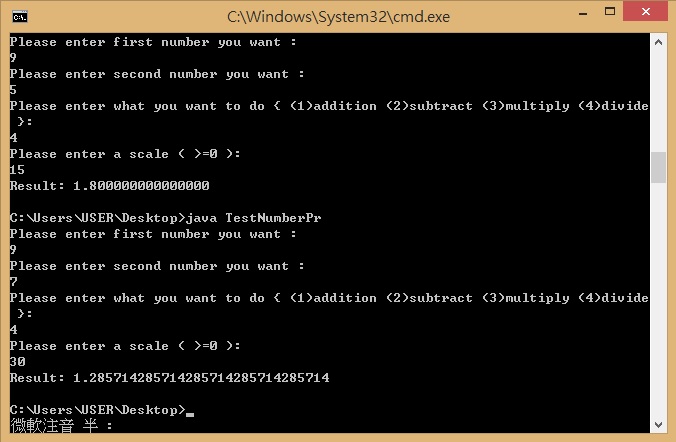 C:\Windows\System32\cmd.exe
Please enter first number you want :
9
Please enter second number you want :
5
Please enter what you want to do { (1)addition (2)subtract (3)multiply (4)divide
 }:
4
Please enter a scale ( >=0 ):
15
Result: 1.800000000000000
C:\Users\USER\Desktop>java TestNumberPr
Please enter first number you want :
9
Please enter second number you want :
7
Please enter what you want to do { (1)addition (2)subtract (3)multiply (4)divide
 }:
4
Please enter a scale ( >=0 ):
30
Result: 1.285714285714285714285714285714
C:\Users\USER\Desktop>_
微軟注音 半 :